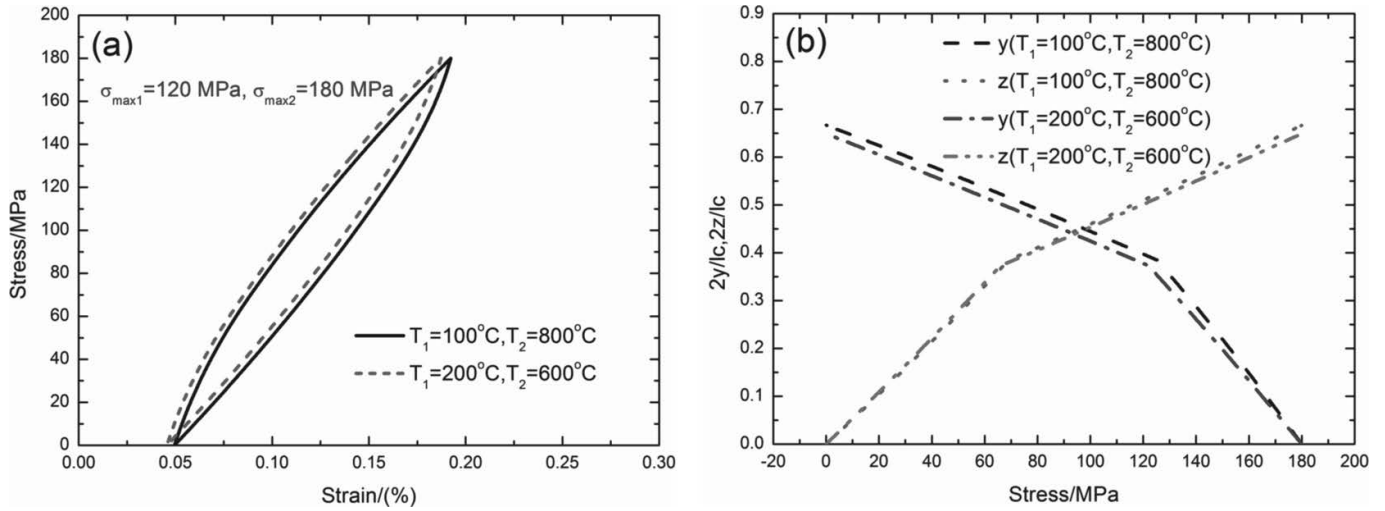 (a)
σmax1=120 MPa, σmax2=180 MPa
T1=100°C,T2=800°C
T1=200°C,T2=600°C
Stress/MPa
200
180
160
140
120
100
80
60
40
20
0
0.00 0.05 0.10 0.15 0.20 0.25 0.30
Strain/(%)
(b)
y(T1=100°C,T2=800°C)
z(T1=100°C,T2=800°C)
y(T1=200°C,T2=600°C)
z(T1=200°C,T2=600°C)
2y/lc,2z/lc
0.9
0.8
0.7
0.6
0.5
0.4
0.3
0.2
0.1
0.0
-20 0 20 40 60 80 100 120 140 160 180 200
Stress/MPa